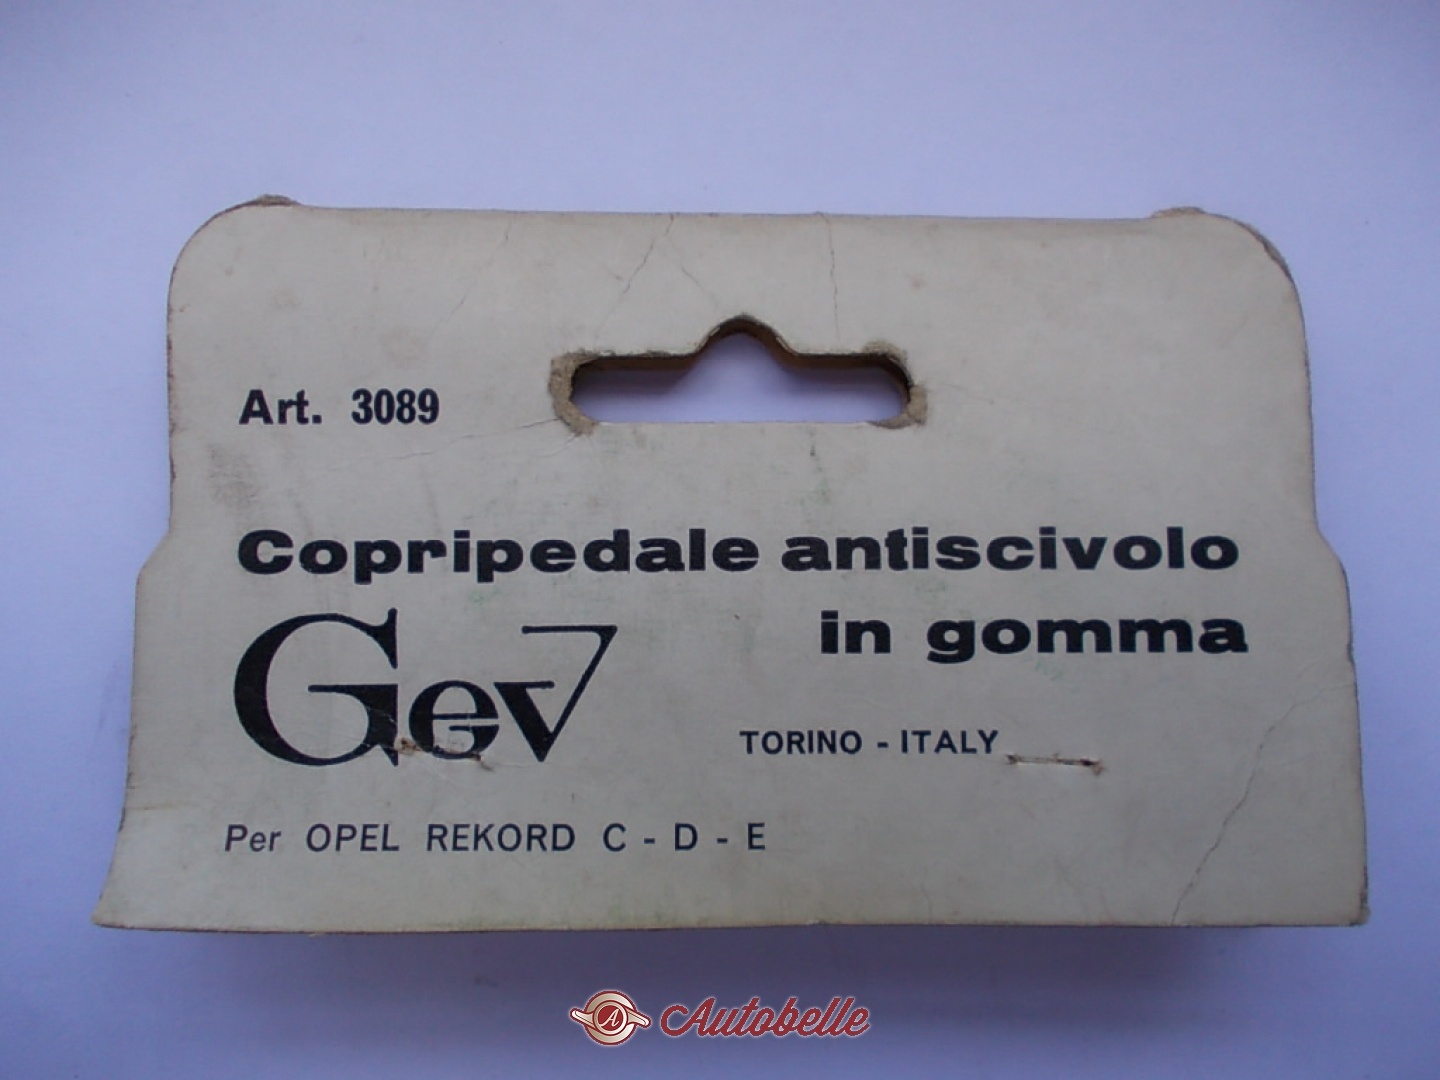 Art. 3089
Copripedale antiscivolo
in gomma
Gev
TORINO - ITALY
Per OPEL REKORD C - D - E
A Autobelle